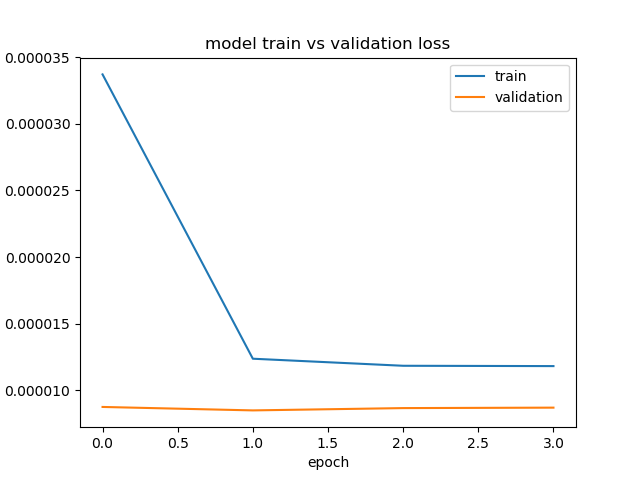 model train vs validation loss
0.000035
0.000030
0.000025
0.000020
0.000015
0.000010
train
validation
0.0 0.5 1.0 1.5 2.0 2.5 3.0
epoch